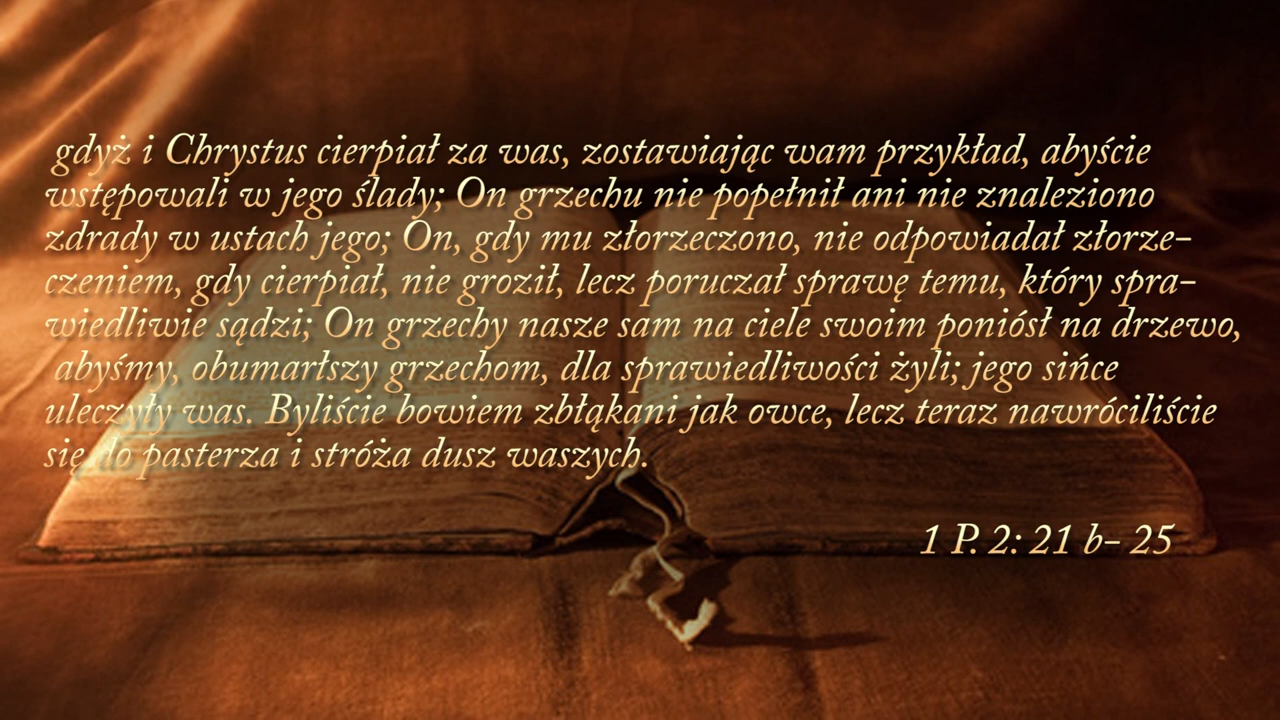 gdyż i Chrystus cierpiał za was, zostawiając wam przykład, abyście
wstępowali w jego ślady; On grzechu nie popełnił ani nie znaleziono
zdrady w ustach jego; On, gdy mu złorzeczono, nie odpowiadał złorze-
czeniem, gdy cierpiał, nie groził, lecz poruczał sprawę temu, który spra-
wiedliwie sądzi; On grzechy nasze sam na ciele swoim poniósł na drzewo,
abyśmy, obumarłszy grzechom, dla sprawiedliwości żyli; jego sińce
uleczyły was. Byliście bowiem zbłąkani jak owce, lecz teraz nawróciliście
się do pasterza i stróża dusz waszych.
1 P. 2: 21 b- 25